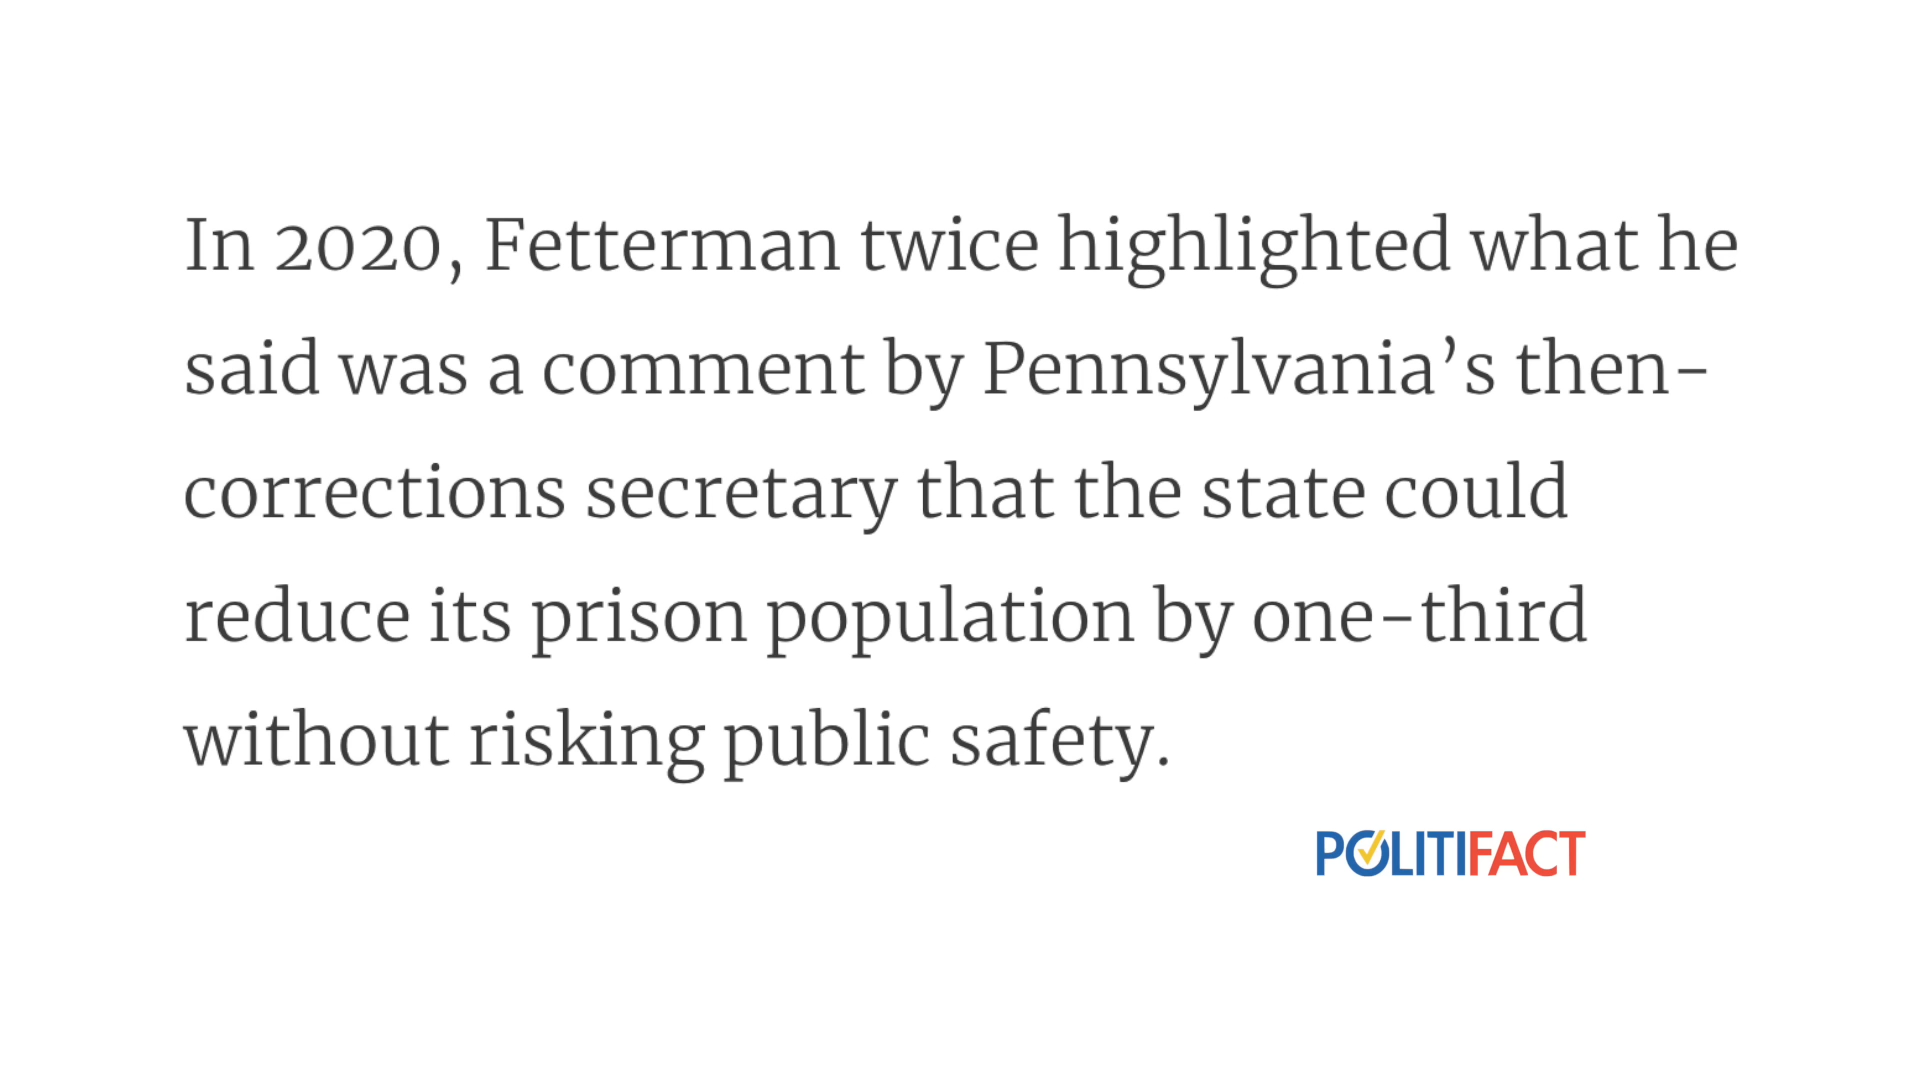 In 2020, Fetterman twice highlighted what he
said was a comment by Pennsylvania’s then-
corrections secretary that the state could
reduce its prison population by one-third
without risking public safety.
POLITIFACT